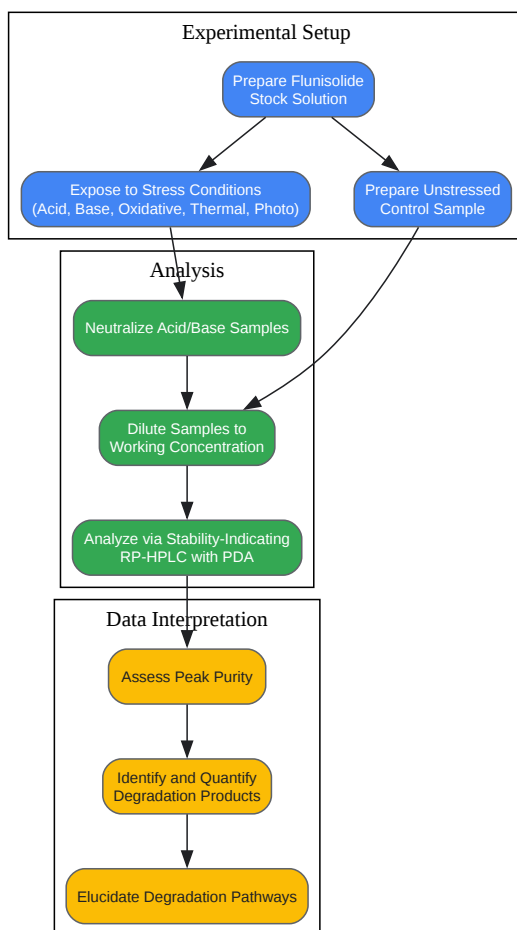 Experimental Setup
Prepare Flunisolide
Stock Solution
Expose to Stress Conditions
(Acid, Base, Oxidative, Thermal, Photo)
Prepare Unstressed
Control Sample
Analysis
Neutralize Acid/Base Samples
Dilute Samples to
Working Concentration
Analyze via Stability-Indicating
RP-HPLC with PDA
Data Interpretation
Assess Peak Purity
Identify and Quantify
Degradation Products
Elucidate Degradation Pathways